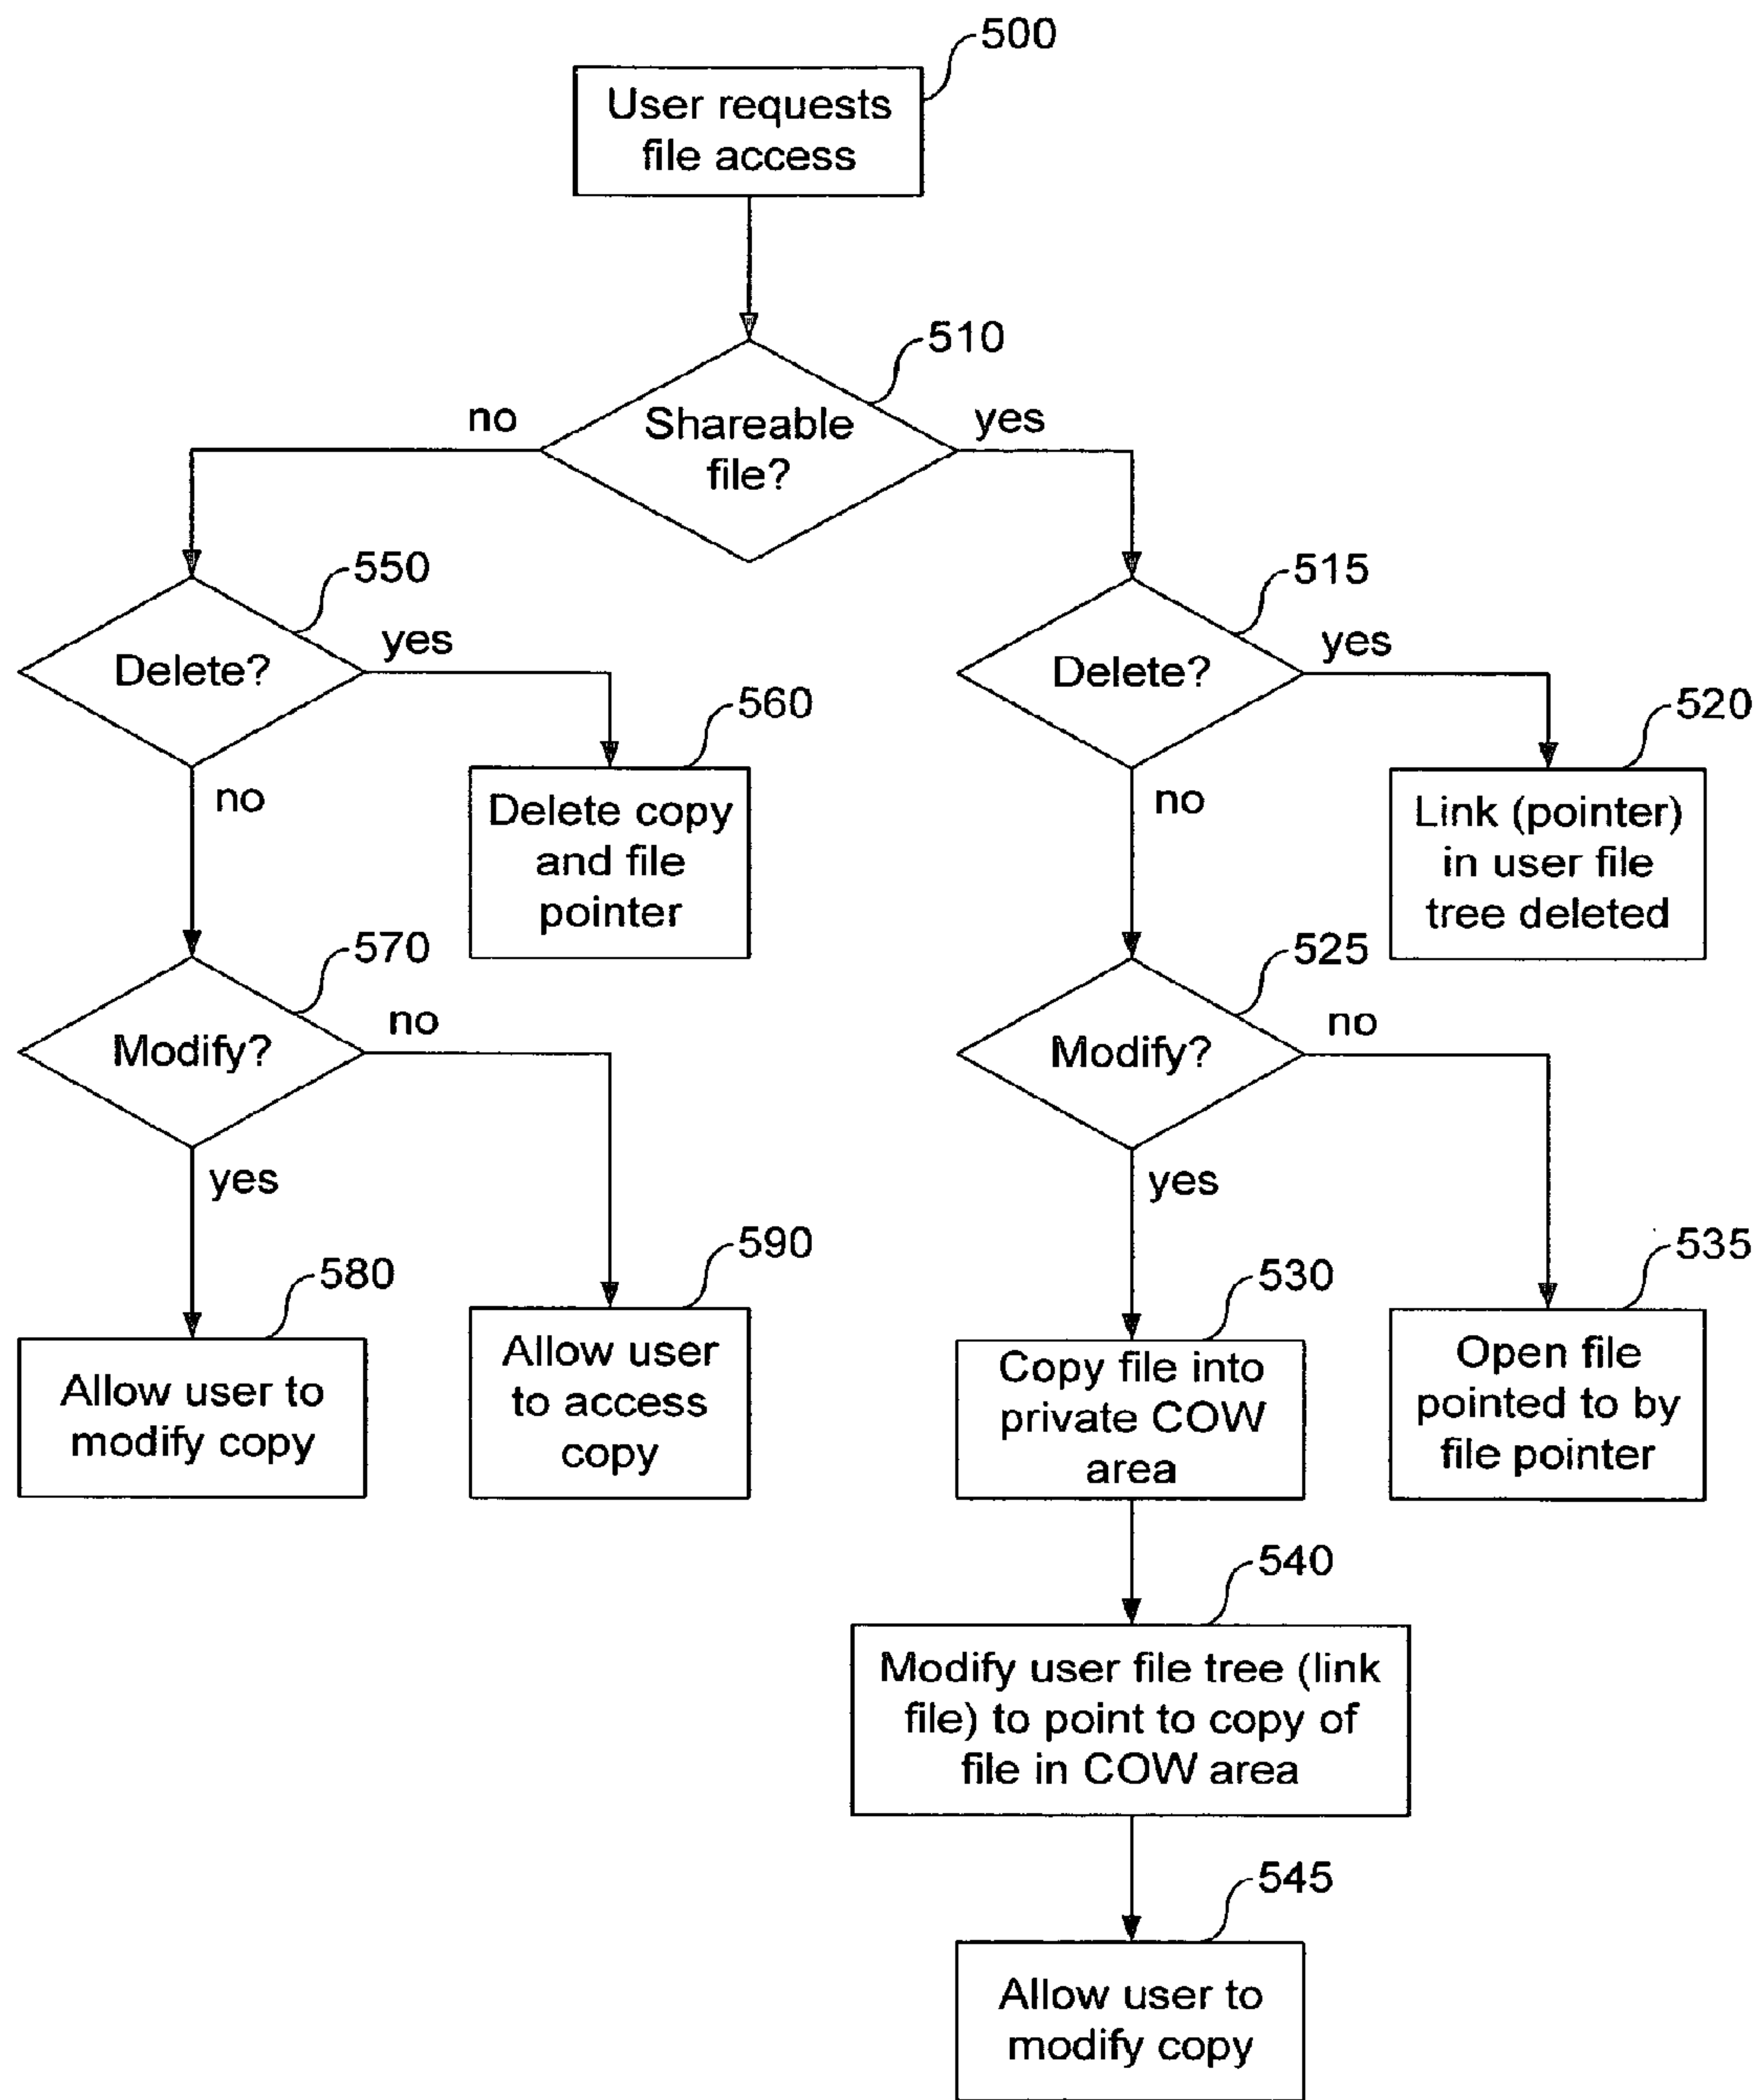 500
User requests
file access
510
no
Shareable
file?
yes
550
515
Delete?
yes
Delete?
yes
560
520
no
Delete copy
and file
pointer
no
Link (pointer)
in user file
tree deleted
570
525
Modify?
no
Modify?
no
yes
yes
580
590
530
535
Allow user to
modify copy
Allow user
to access
copy
Copy file into
private COW
area
Open file
pointed to by
file pointer
540
Modify user file tree (link
file) to point to copy of
file in COW area
545
Allow user to
modify copy